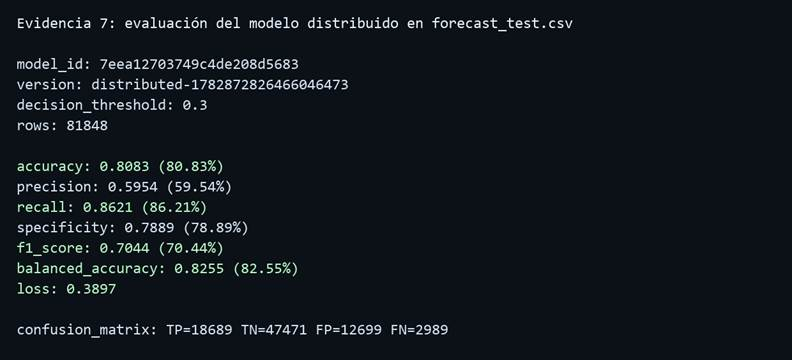 Evidencia 7: evaluación del modelo distribuido en forecast_test.csv
model_id: 7eea12703749c4de208d5683
version: distributed-1782872826466046473
decision_threshold: 0.3
rows: 81848
accuracy: 0.8083 (80.83%)
precision: 0.5954 (59.54%)
recall: 0.8621 (86.21%)
specificity: 0.7889 (78.89%)
f1_score: 0.7044 (70.44%)
balanced_accuracy: 0.8255 (82.55%)
loss: 0.3897
confusion_matrix: TP=18689 TN=47471 FP=12699 FN=2989